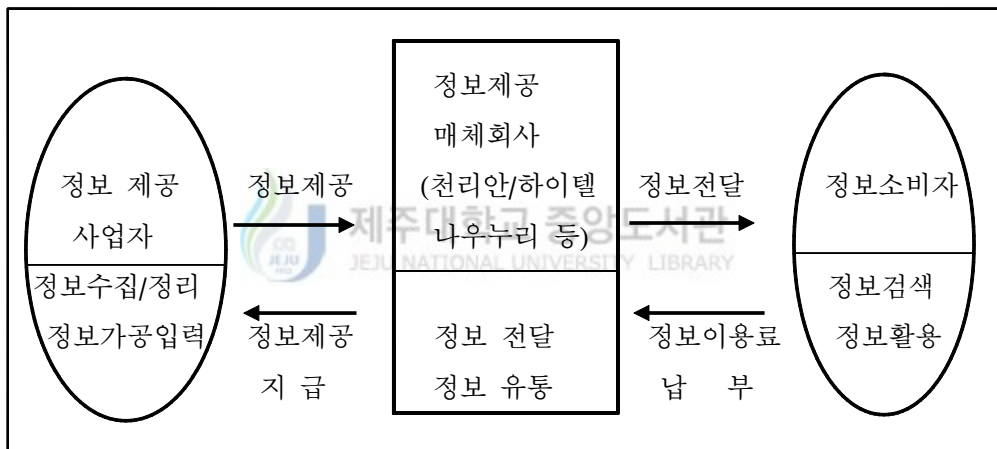 정보 제공
사업자
정보수집/정리
정보가공입력
정보제공
정보제공
지 급
정보제공
매체회사
(천리안/하이텔
나우누리 등)
정보 전달
정보 유통
정보전달
정보이용료
납 부
정보소비자
정보검색
정보활용
제주대학교 중앙도서관
JEJU NATIONAL UNIVERSITY LIBRARY
JEJU
1952